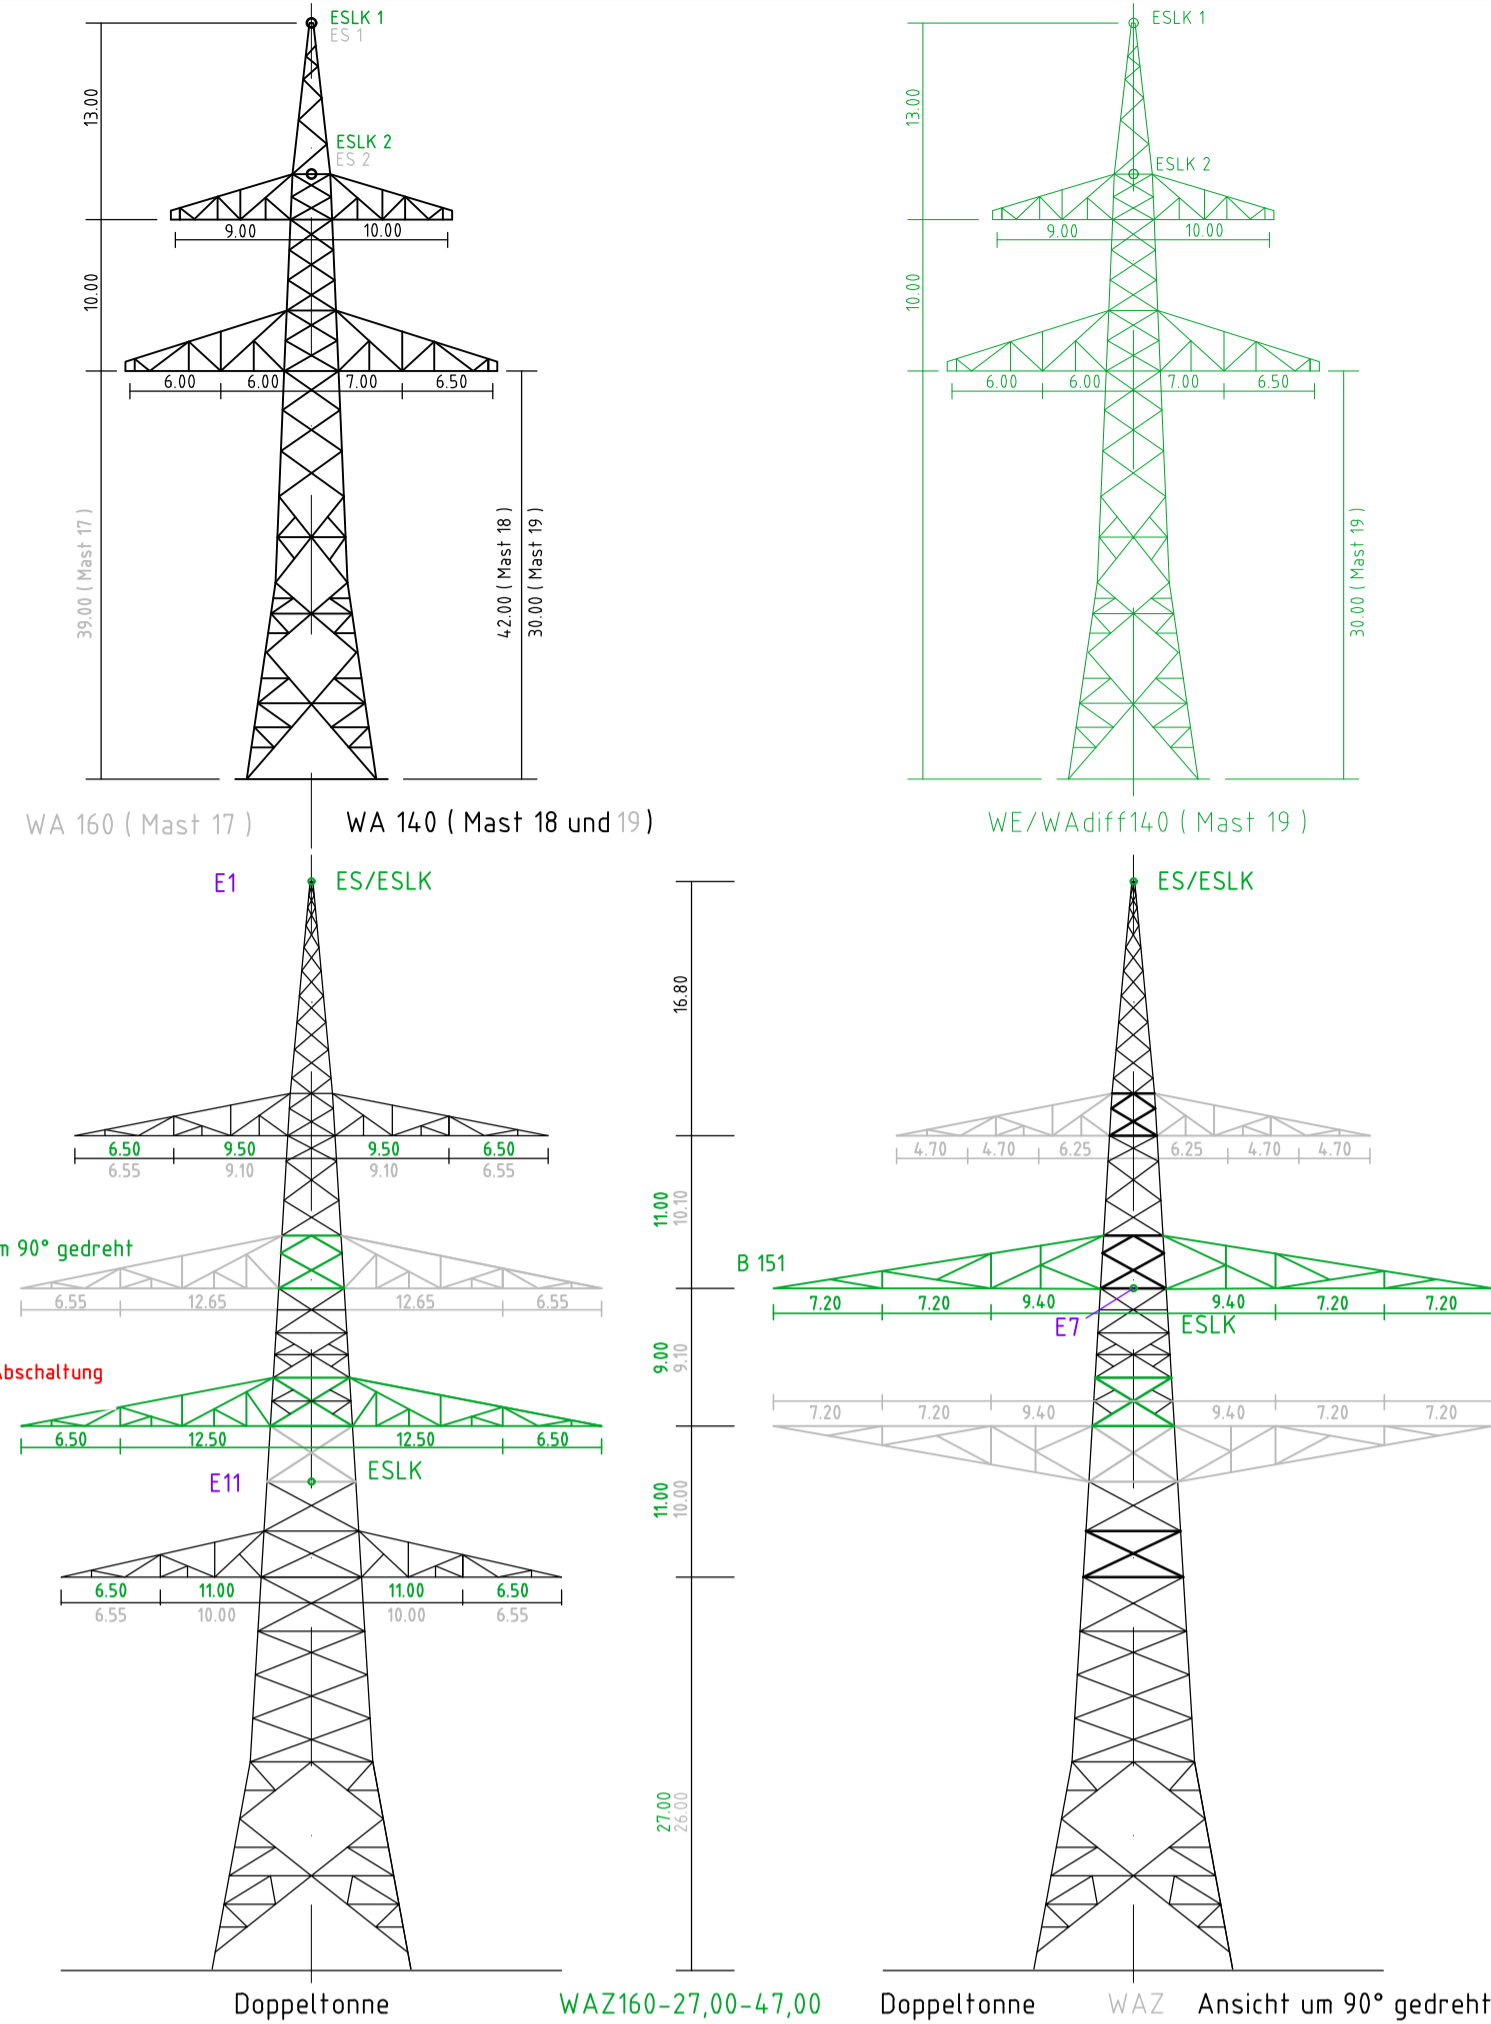 ESLK 1
ES 1
13.00
ESLK 2
ES 2
9.00 10.00
10.00
6.00 6.00 7.00 6.50
39.00 ( Mast 17 )
42.00 ( Mast 18 )
30.00 ( Mast 19 )
WA 160 ( Mast 17 )
WA 140 ( Mast 18 und 19 )
ESLK 1
13.00
ESLK 2
9.00 10.00
10.00
6.00 6.00 7.00 6.50
30.00 ( Mast 19 )
WE/WAdiff140 ( Mast 19 )
E1
ES/ESLK
16.80
6.50 9.50 9.50 6.50
6.55 9.10 9.10 6.55
11.00
10.10
m 90° gedreht
6.55 12.65 12.65 6.55
9.00
9.10
Abschaltung
6.50 12.50 12.50 6.50
E11
ESLK
11.00
10.00
6.50 11.00 11.00 6.50
6.55 10.00 10.00 6.55
27.00
26.00
Doppeltonne
WAZ160-27,00-47,00
ES/ESLK
4.70 4.70 6.25 6.25 4.70 4.70
B 151
7.20 7.20 9.40 9.40 7.20 7.20
E7
ESLK
7.20 7.20 9.40 9.40 7.20 7.20
Doppeltonne
WAZ
Ansicht um 90° gedreht